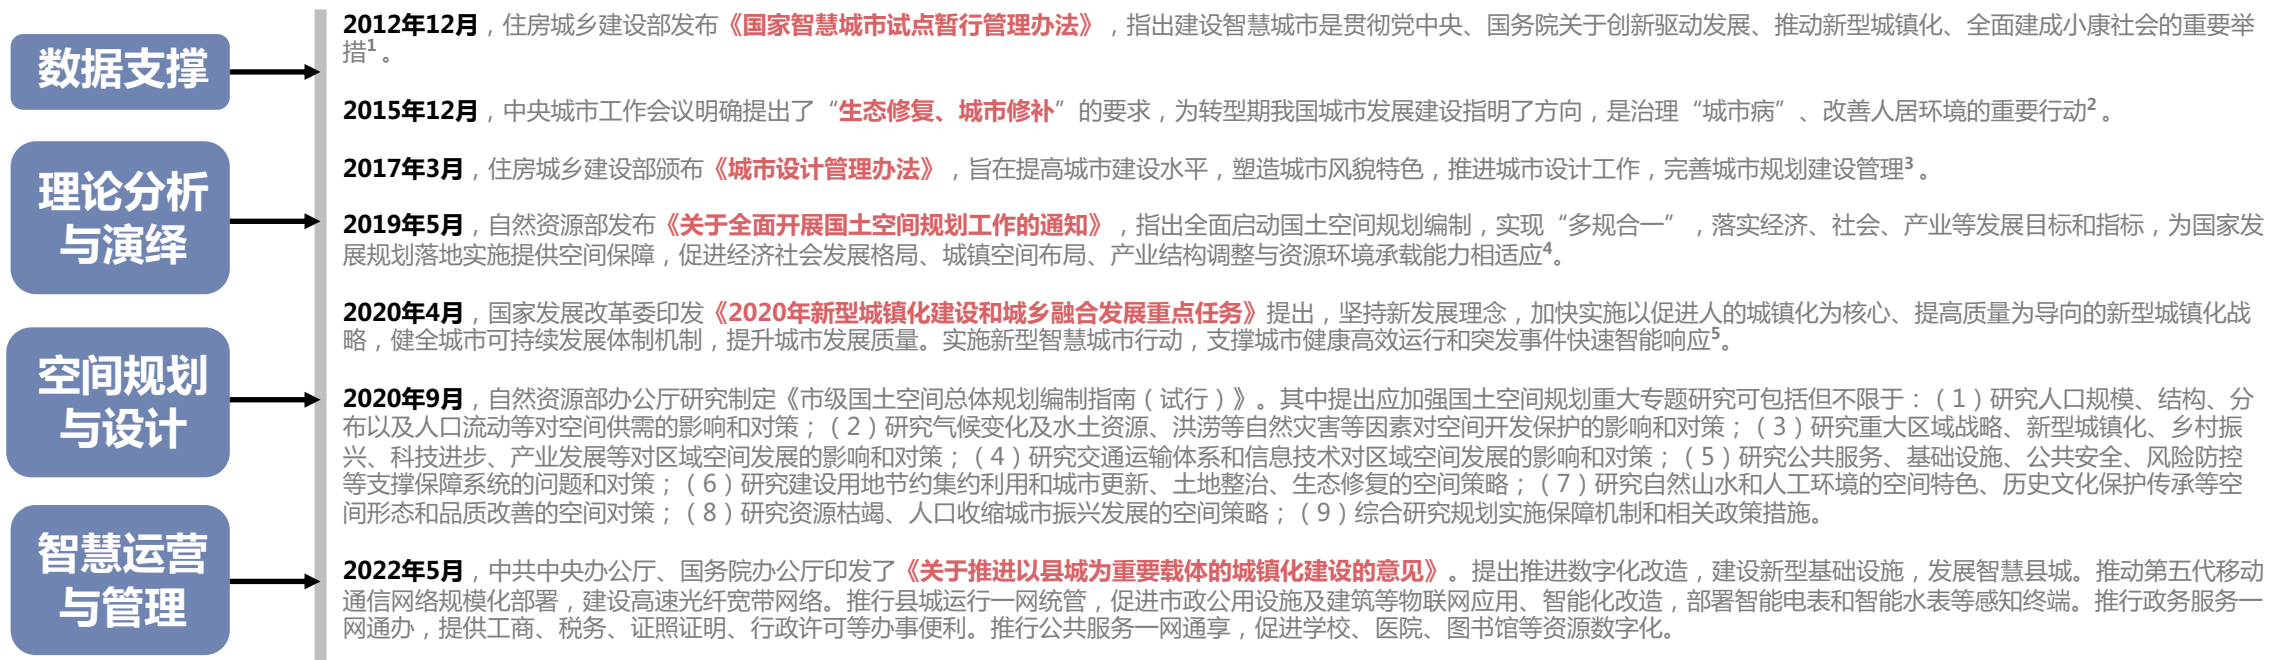 数据支撑
理论分析
与演绎
空间规划
与设计
智慧运营
与管理
2012年12月，住房城乡建设部发布《国家智慧城市试点暂行管理办法》，指出建设智慧城市是贯彻党中央、国务院关于创新驱动发展、推动新型城镇化、全面建成小康社会的重要举
措1。
2015年12月，中央城市工作会议明确提出了“生态修复、城市修补”的要求，为转型期我国城市发展建设指明了方向，是治理“城市病”、改善人居环境的重要行动2。
2017年3月，住房城乡建设部颁布《城市设计管理办法》，旨在提高城市建设水平，塑造城市风貌特色，推进城市设计工作，完善城市规划建设管理3。
2019年5月，自然资源部发布《关于全面开展国土空间规划工作的通知》，指出全面启动国土空间规划编制，实现“多规合一”，落实经济、社会、产业等发展目标和指标，为国家发
展规划落地实施提供空间保障，促进经济社会发展格局、城镇空间布局、产业结构调整与资源环境承载能力相适应4。
2020年4月，国家发展改革委印发《2020年新型城镇化建设和城乡融合发展重点任务》提出，坚持新发展理念，加快实施以促进人的城镇化为核心、提高质量为导向的新型城镇化战
略，健全城市可持续发展体制机制，提升城市发展质量。实施新型智慧城市行动，支撑城市健康高效运行和突发事件快速智能响应5。
2020年9月，自然资源部办公厅研究制定《市级国土空间总体规划编制指南（试行）》。其中提出应加强国土空间规划重大专题研究可包括但不限于：（1）研究人口规模、结构、分
布以及人口流动等对空间供需的影响和对策；（2）研究气候变化及水土资源、洪涝等自然灾害等因素对空间开发保护的影响和对策；（3）研究重大区域战略、新型城镇化、乡村振
兴、科技进步、产业发展等对区域空间发展的影响和对策；（4）研究交通运输体系和信息技术对区域空间发展的影响和对策；（5）研究公共服务、基础设施、公共安全、风险防控
等支撑保障系统的问题和对策；（6）研究建设用地节约集约利用和城市更新、土地整治、生态修复的空间策略；（7）研究自然山水和人工环境的空间特色、历史文化保护传承等空
间形态和品质改善的空间对策；（8）研究资源枯竭、人口收缩城市振兴发展的空间策略；（9）综合研究规划实施保障机制和相关政策措施。
2022年5月，中共中央办公厅、国务院办公厅印发了《关于推进以县城为重要载体的城镇化建设的意见》。提出推进数字化改造，建设新型基础设施，发展智慧县城。推动第五代移动
通信网络规模化部署，建设高速光纤宽带网络。推行县城运行一网统管，促进市政公用设施及建筑等物联网应用、智能化改造，部署智能电表和智能水表等感知终端。推行政务服务一
网通办，提供工商、税务、证照证明、行政许可等办事便利。推行公共服务一网通享，促进学校、医院、图书馆等资源数字化。